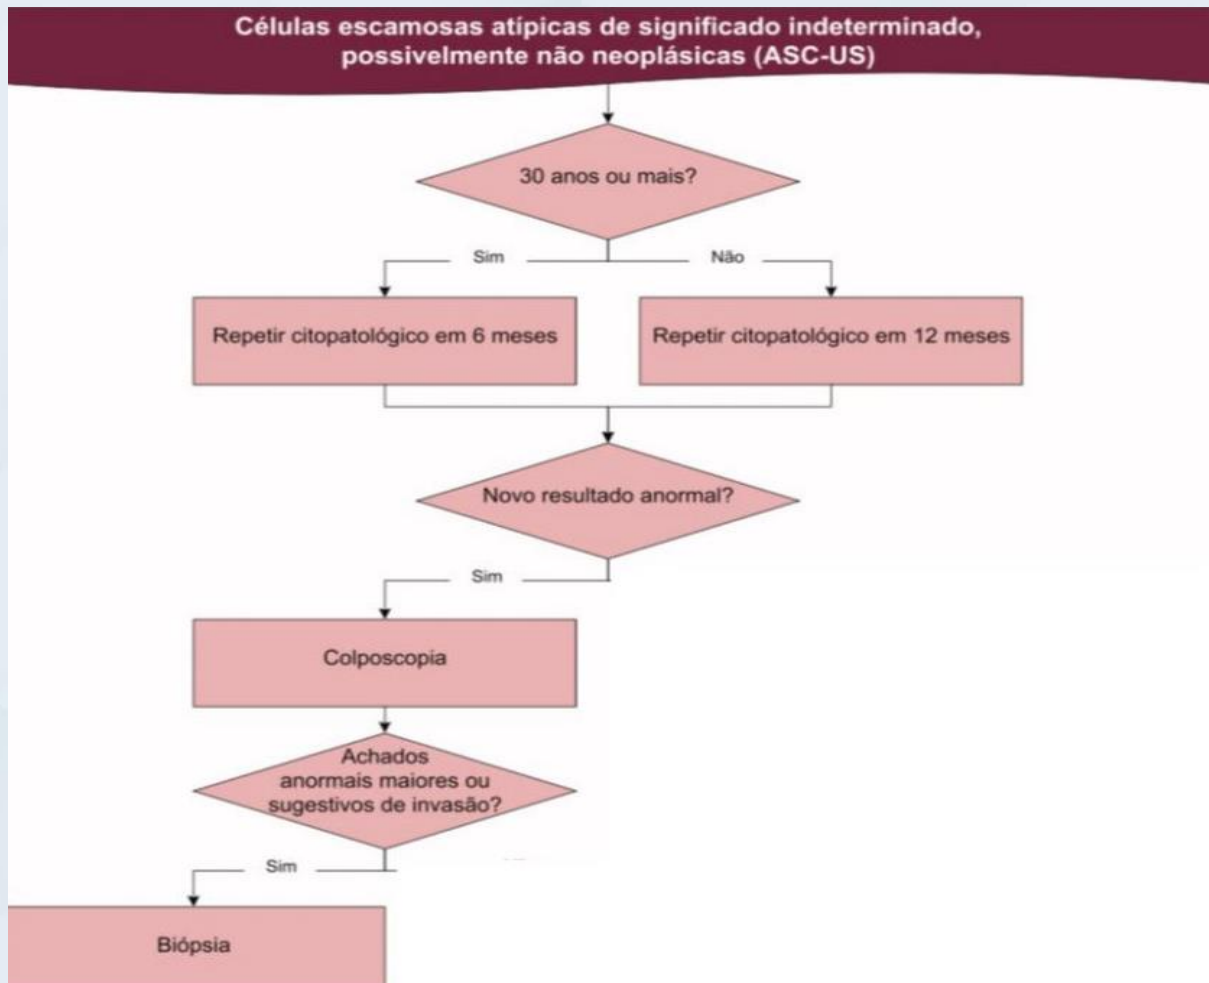 Células escamosas atípicas de significado indeterminado,
possivelmente não neoplásicas (ASC-US)
30 anos ou mais?
Sim
Não
Repetir citopatológico em 6 meses
Repetir citopatológico em 12 meses
Novo resultado anormal?
Sim
Colposcopia
Achados
anormais maiores ou
sugestivos de invasão?
Sim
Biópsia